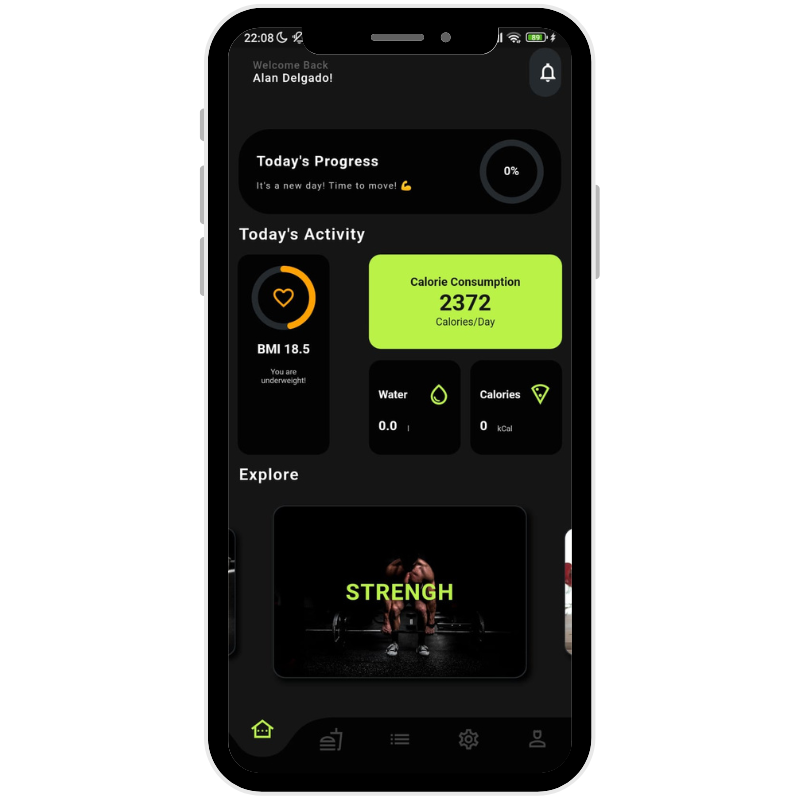 22:08
89
Welcome Back
Alan Delgado!
Today's Progress
It's a new day! Time to move! 💪
0%
Today's Activity
BMI 18.5
You are
underweight!
Calorie Consumption
2372
Calories/Day
Water
0.0 l
Calories
0 kCal
Explore
STRENGH